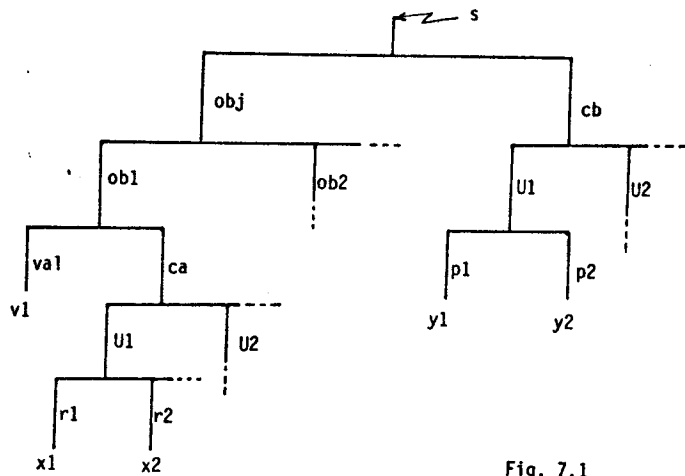 s
obj cb
ob1 ob2 U1 U2
val ca p1 p2
v1 y1 y2
U1 U2
r1 r2
x1 x2
Fig. 7.1